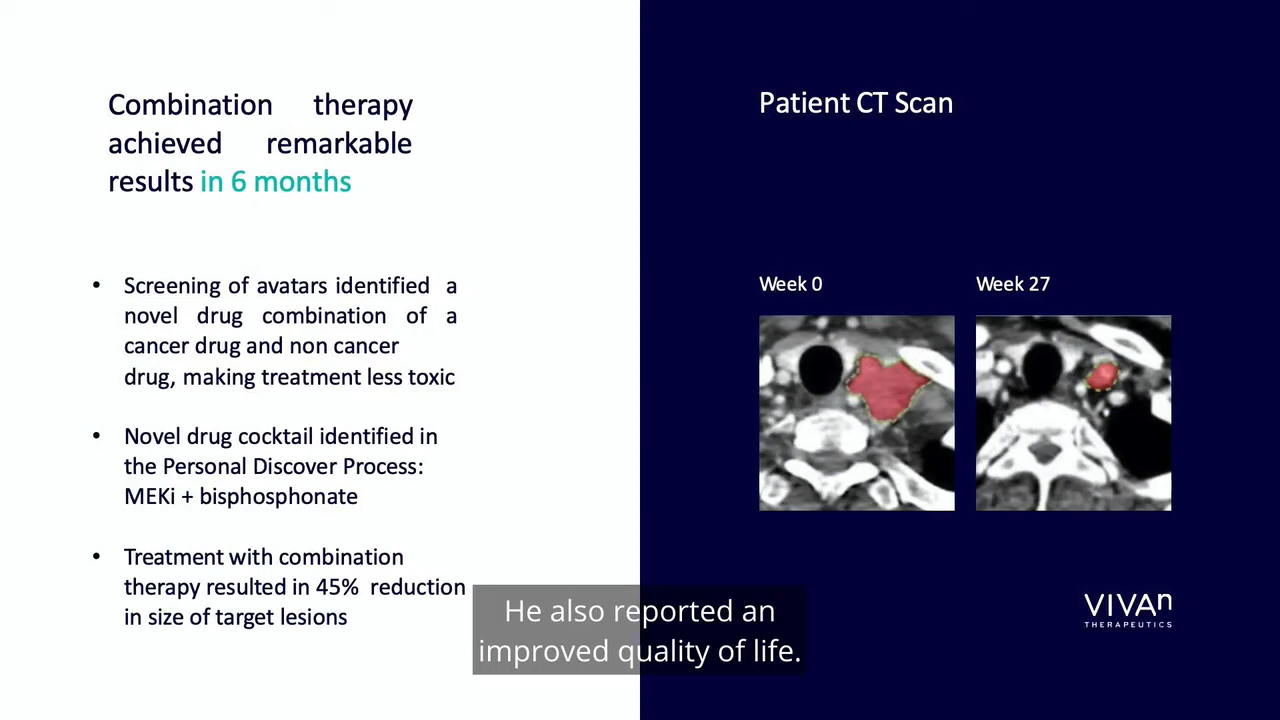 Combination therapy
achieved remarkable
results in 6 months
• Screening of avatars identified a
novel drug combination of a
cancer drug and non cancer
drug, making treatment less toxic
• Novel drug cocktail identified in
the Personal Discover Process:
MEKi + bisphosphonate
• Treatment with combination
therapy resulted in 45% reduction
in size of target lesions
Patient CT Scan
Week 0
Week 27
VIVAn
THERAPEUTICS
He also reported an
improved quality of life.